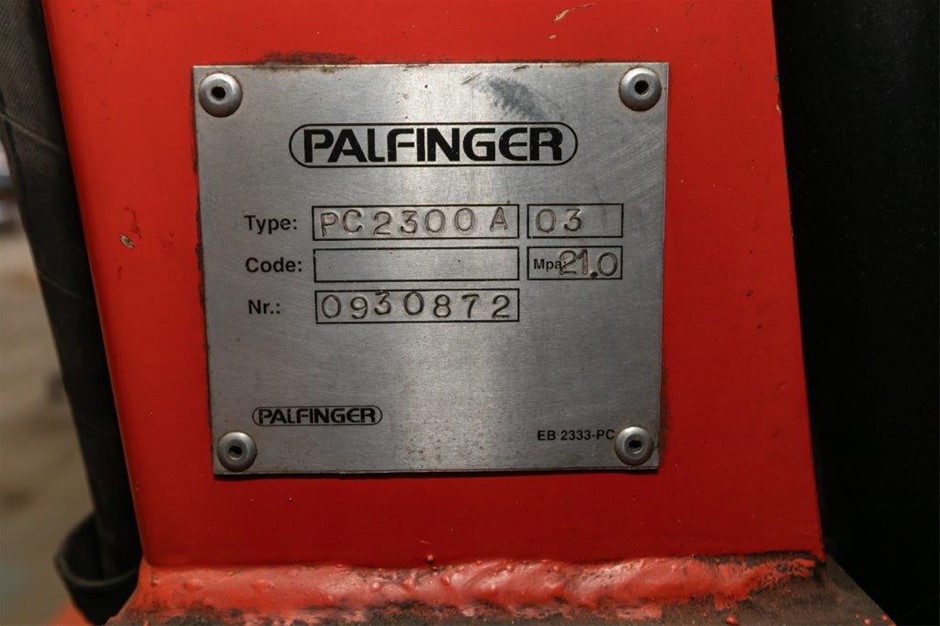 PALFINGER
Type: PC2300A 03
Code: Mpa: 21.0
Nr.: 0930872
PALFINGER
EB 2333-PC